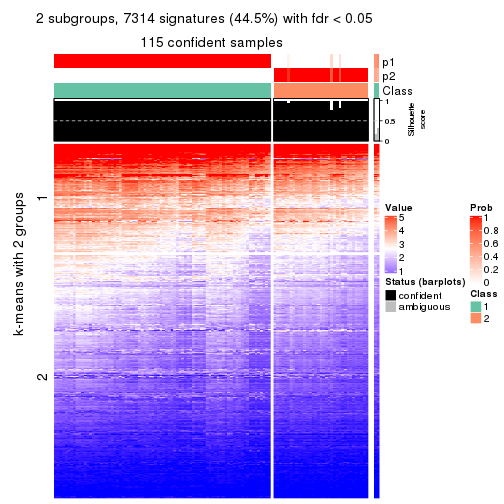 2 subgroups, 7314 signatures (44.5%) with fdr < 0.05
115 confident samples
p1
p2
Class
1
0.5
0
Silhouette
score
k-means with 2 groups
1
2
Value
5
4
3
2
1
Status (barplots)
confident
ambiguous
Prob
1
0.8
0.6
0.4
0.2
0
Class
1
2